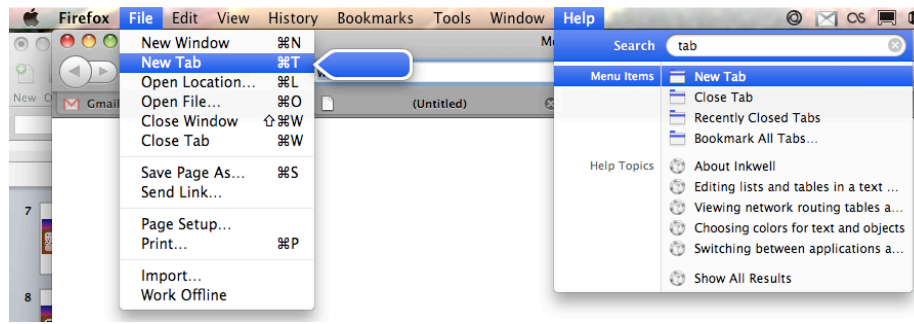 Firefox File Edit View History Bookmarks Tools Window Help
New Window ⌘N
New Tab ⌘T
Open Location... ⌘L
Open File... ⌘O
Close Window ⇧⌘W
Close Tab ⌘W
Save Page As... ⌘S
Send Link...
Page Setup...
Print... ⌘P
Import...
Work Offline
New
Gmail
(Untitled)
7
8
Search tab
Menu Items New Tab
Close Tab
Recently Closed Tabs
Bookmark All Tabs...
Help Topics About Inkwell
Editing lists and tables in a text ...
Viewing network routing tables a...
Choosing colors for text and objects
Switching between applications a...
Show All Results